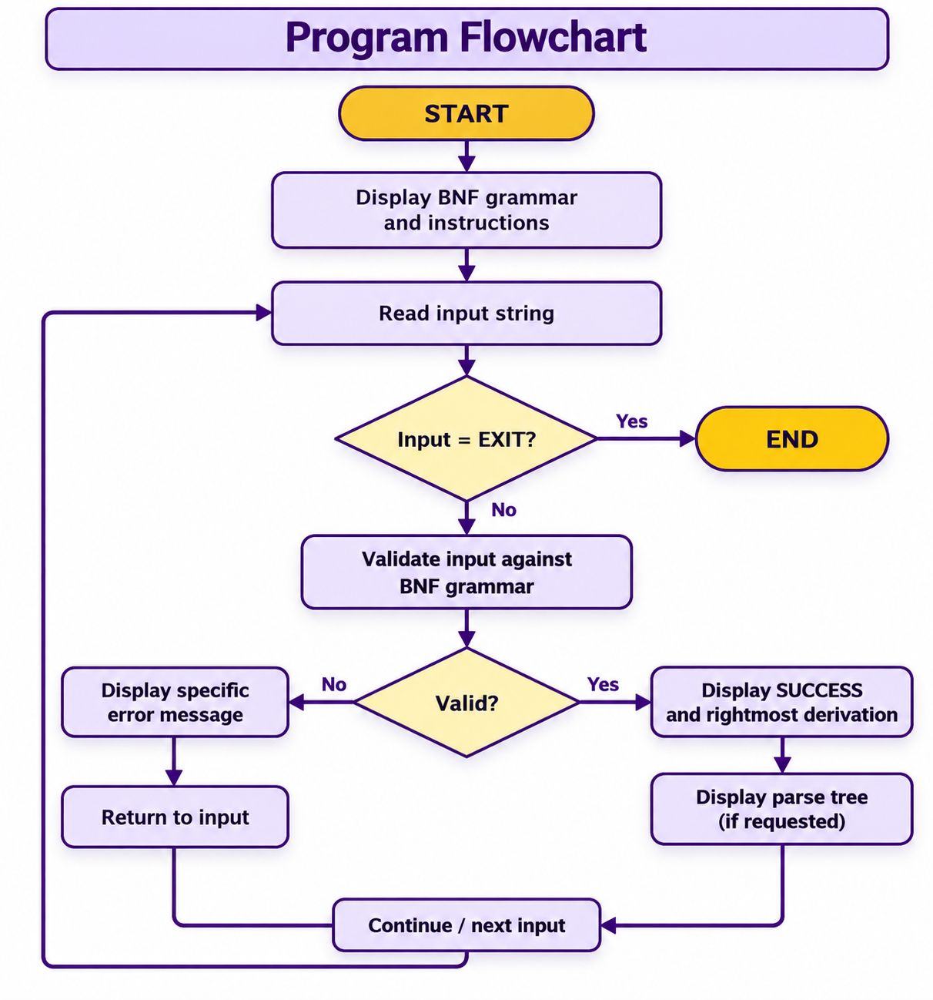 Program Flowchart
START
Display BNF grammar
and instructions
Read input string
Input = EXIT?
Yes
END
No
Validate input against
BNF grammar
Valid?
No
Yes
Display specific
error message
Display SUCCESS
and rightmost derivation
Return to input
Display parse tree
(if requested)
Continue / next input